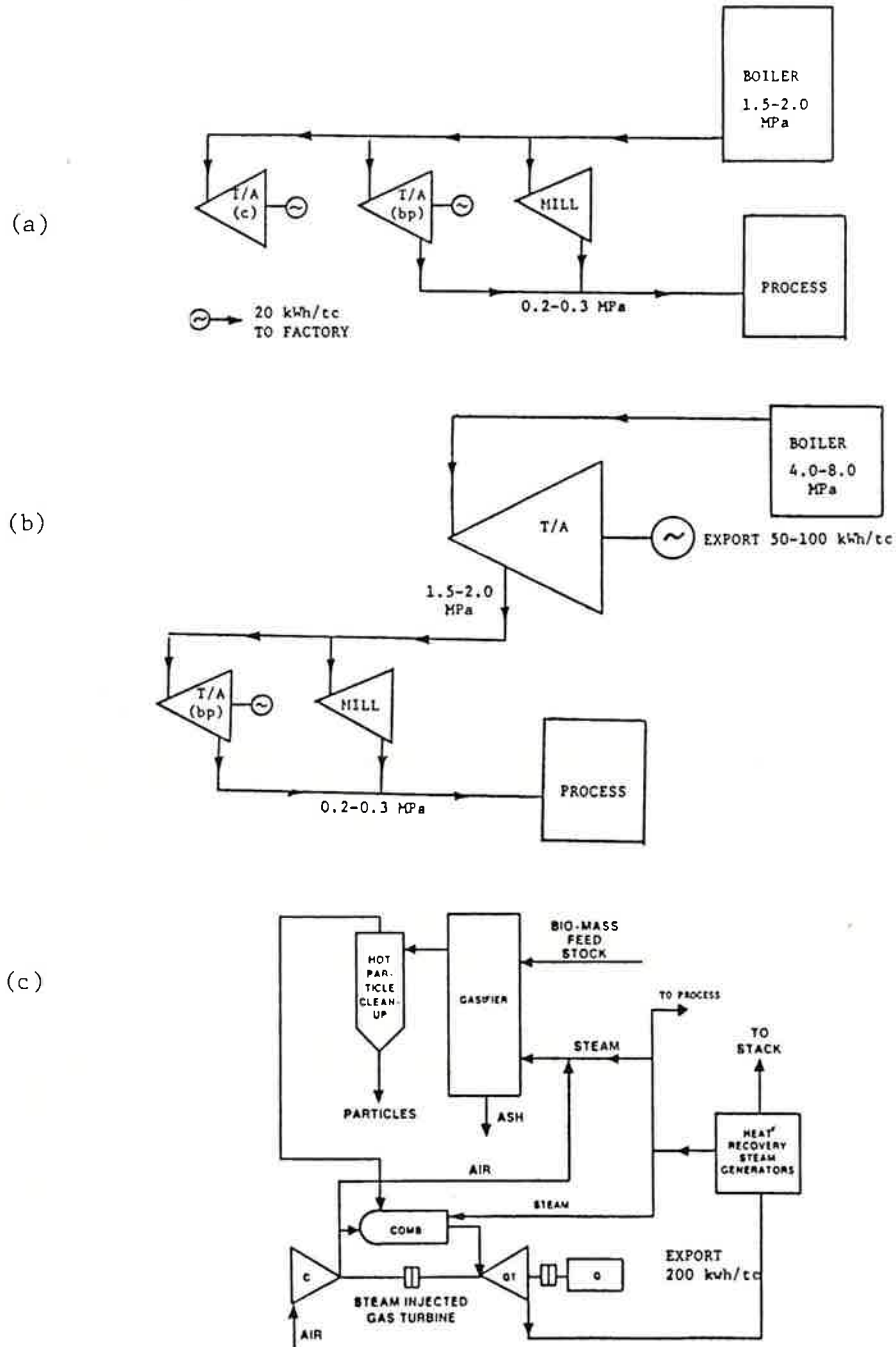 (a)
BOILER
1.5-2.0
MPa
T/A
(c)
T/A
(bp)
MILL
20 kWh/tc
TO FACTORY
0.2-0.3 MPa
PROCESS
(b)
BOILER
4.0-8.0
MPa
T/A
EXPORT 50-100 kWh/tc
1.5-2.0
MPa
T/A
(bp)
MILL
0.2-0.3 MPa
PROCESS
(c)
BIO-MASS
FEED
STOCK
HOT
PAR-
TICLE
CLEAN-
UP
GASIFIER
TO PROCESS
TO
STACK
STEAM
PARTICLES
ASH
HEAT
RECOVERY
STEAM
GENERATORS
AIR
STEAM
COMB
C
GT
G
EXPORT
200 kwh/tc
STEAM INJECTED
GAS TURBINE
AIR